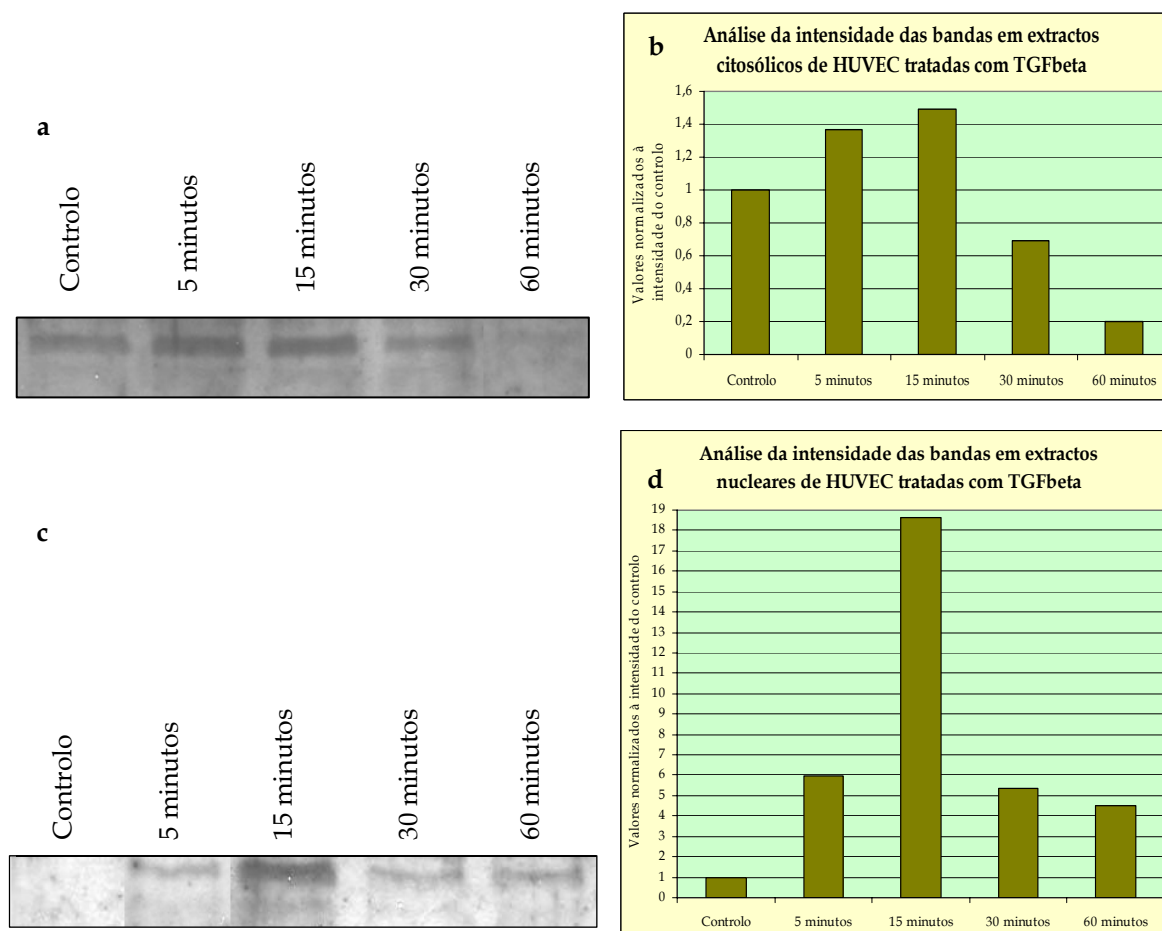 a
Controlo
5 minutos
15 minutos
30 minutos
60 minutos
b
Análise da intensidade das bandas em extractos
citosólicos de HUVEC tratadas com TGFbeta
Valores normalizados à
intensidade do controlo
1,6
1,4
1,2
1
0,8
0,6
0,4
0,2
0
Controlo
5 minutos
15 minutos
30 minutos
60 minutos
c
Controlo
5 minutos
15 minutos
30 minutos
60 minutos
d
Análise da intensidade das bandas em extractos
nucleares de HUVEC tratadas com TGFbeta
Valores normalizados à intensidade do controlo
19
18
17
16
15
14
13
12
11
10
9
8
7
6
5
4
3
2
1
0
Controlo
5 minutos
15 minutos
30 minutos
60 minutos